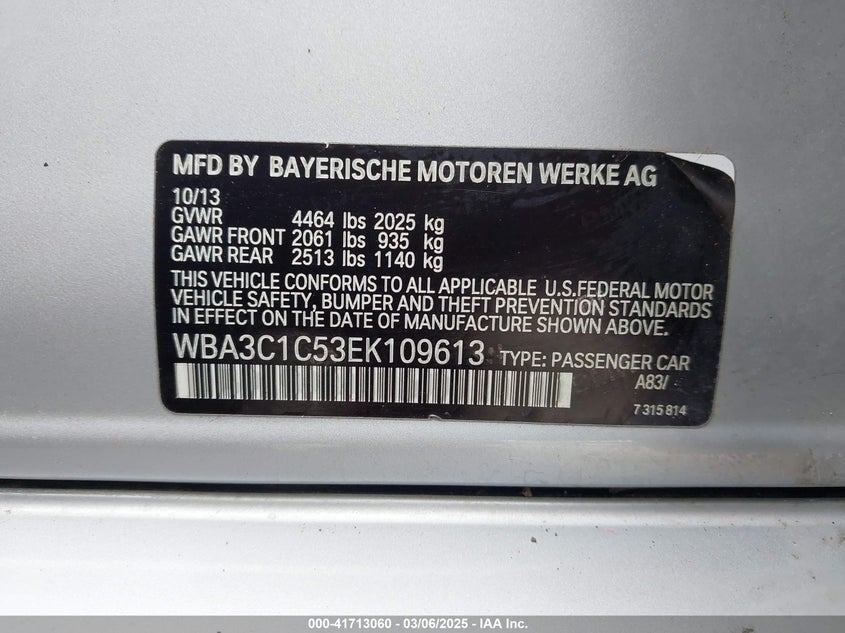 MFD BY BAYERISCHE MOTOREN WERKE AG
10/13
GVWR 4464 lbs 2025 kg
GAWR FRONT 2061 lbs 935 kg
GAWR REAR 2513 lbs 1140 kg
THIS VEHICLE CONFORMS TO ALL APPLICABLE U.S.FEDERAL MOTOR
VEHICLE SAFETY, BUMPER AND THEFT PREVENTION STANDARDS
IN EFFECT ON THE DATE OF MANUFACTURE SHOWN ABOVE.
WBA3C1C53EK109613 TYPE: PASSENGER CAR
A83/
7 315 814
000-41713060 - 03/06/2025 - IAA Inc.